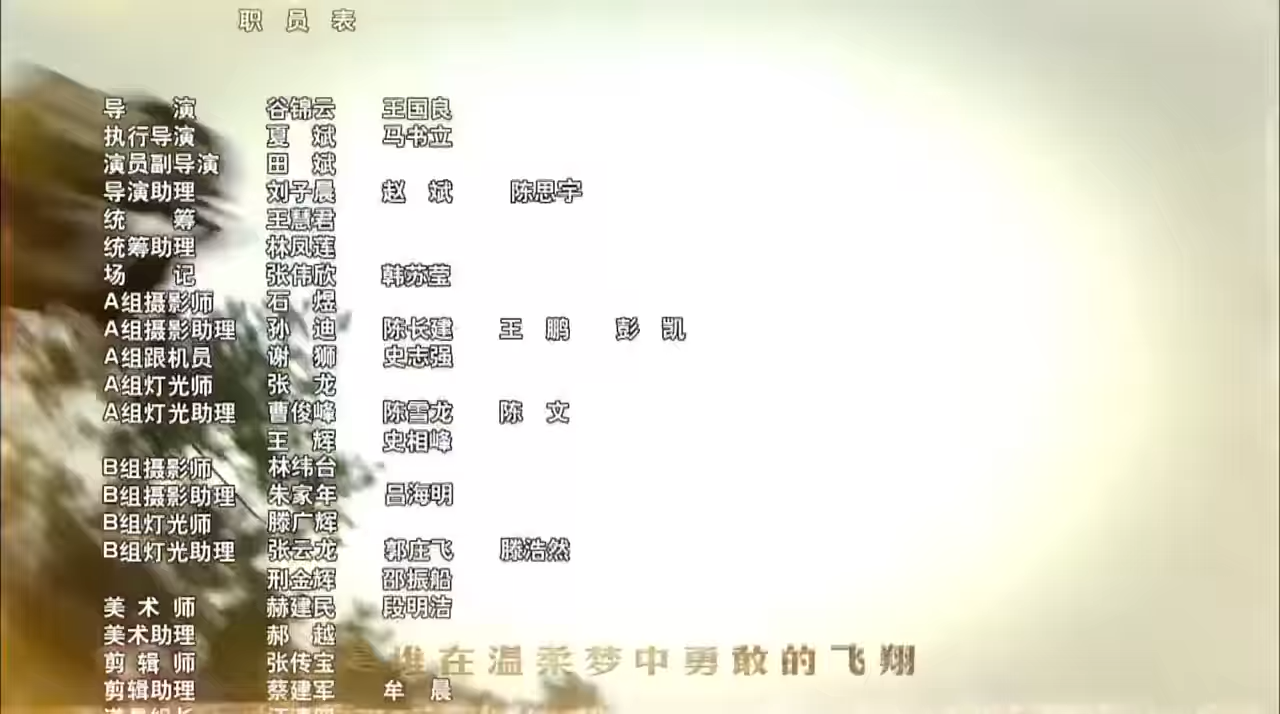 职 员 表
导 演 谷锦云 王国良
执行导演 夏 斌 马书立
演员副导演 田 斌
导演助理 刘子晨 赵 斌 陈思宇
统 筹 王慧君
统筹助理 林凤莲
场 记 张伟欣 韩苏莹
A组摄影师 石 煜
A组摄影助理 孙 迪 陈长建 王 鹏 彭 凯
A组跟机员 谢 狮 史志强
A组灯光师 张 龙
A组灯光助理 曹俊峰 陈雪龙 陈 文
王 辉 史相峰
B组摄影师 林纬台
B组摄影助理 朱家年 吕海明
B组灯光师 滕广辉
B组灯光助理 张云龙 郭庄飞 滕浩然
刑金辉 邵振船
美 术 师 赫建民 段明洁
美术助理 郝 越
剪 辑 师 张传宝
是谁在温柔梦中勇敢的飞翔
剪辑助理 蔡建军 牟 晨